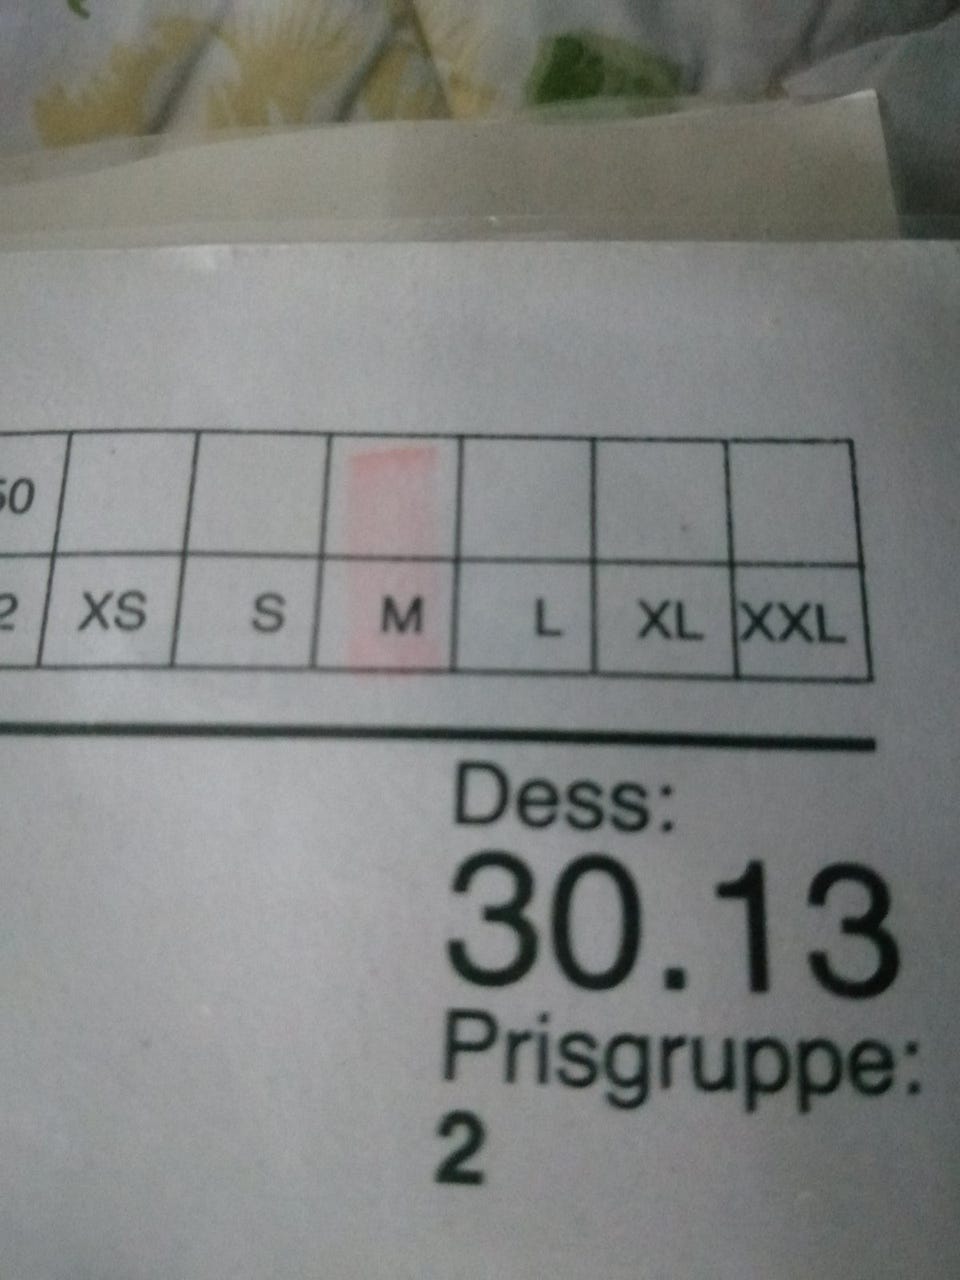 XS S M L XL XXL
Dess:
30.13
Prisgruppe:
2